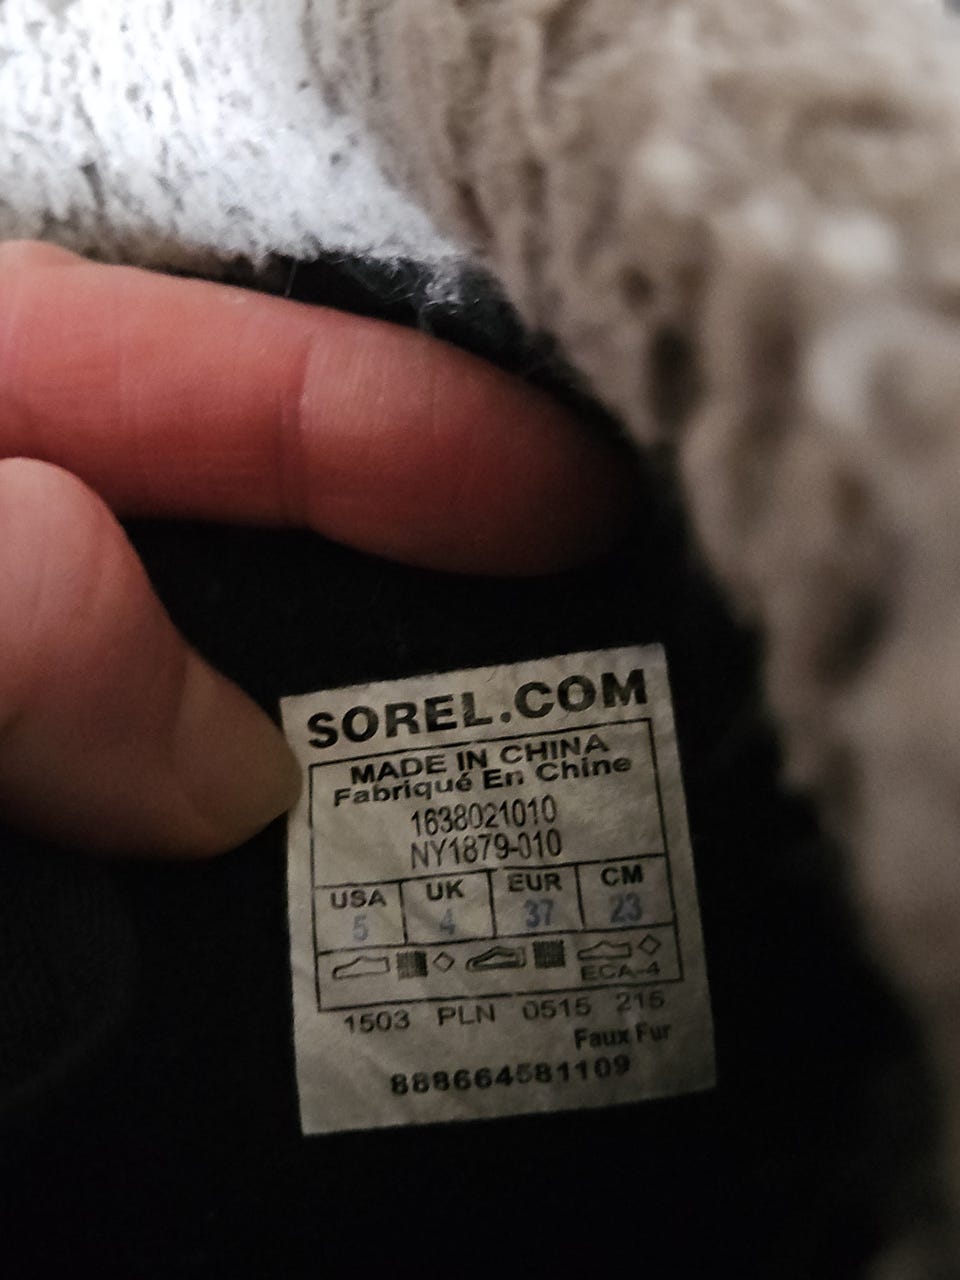 SOREL.COM
MADE IN CHINA
Fabriqué En Chine
1638021010
NY1879-010
USA UK EUR CM
5 4 37 23
ECA-4
1503 PLN 0515 215
Faux Fur
888664581109